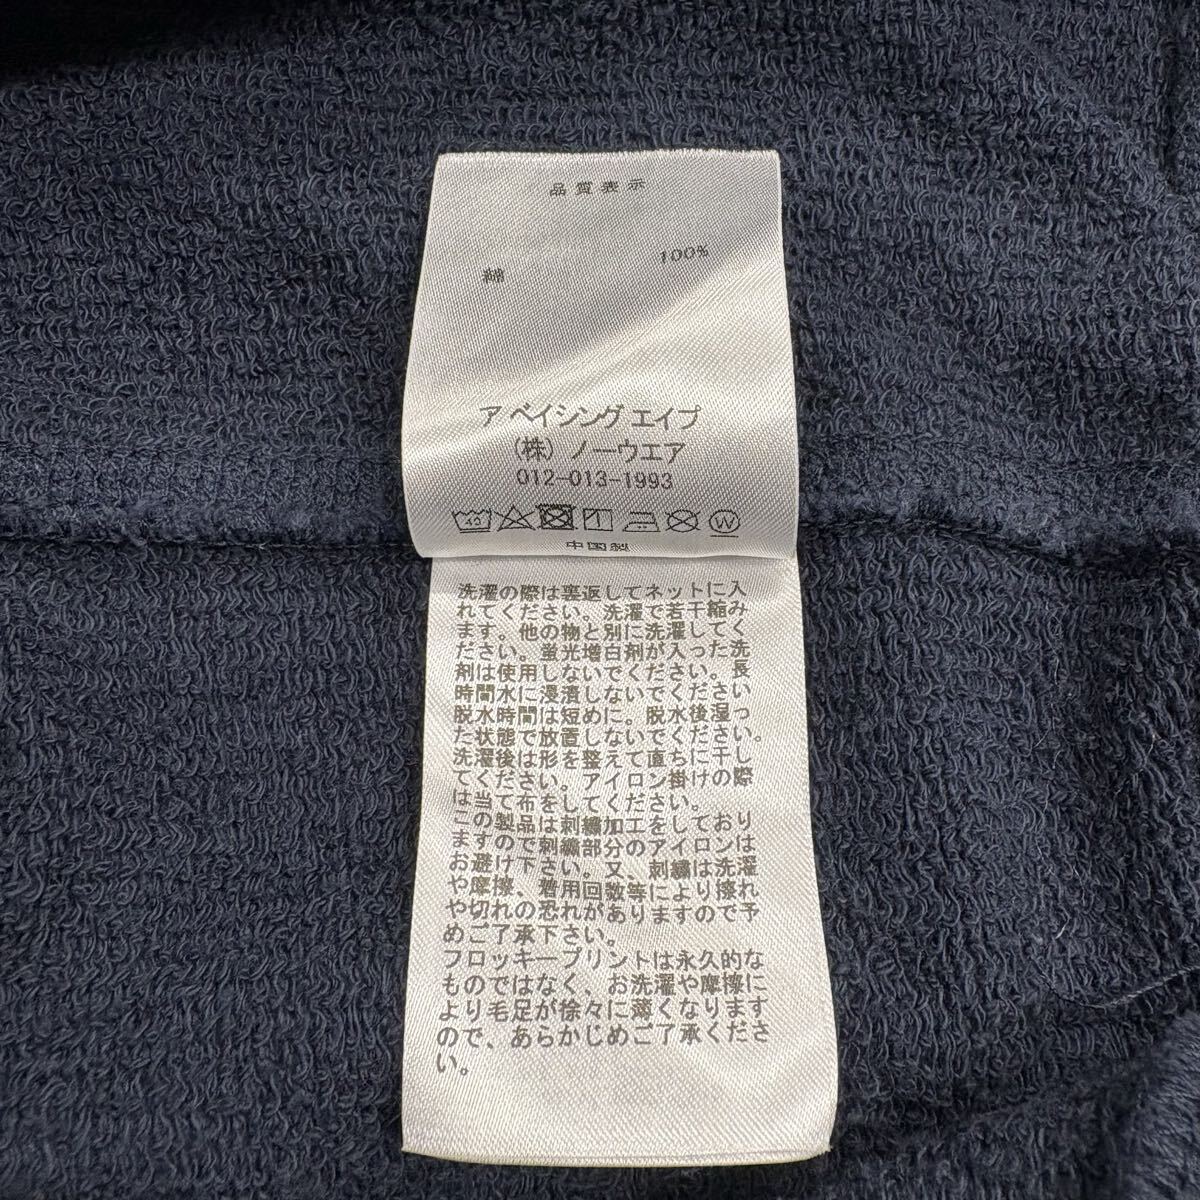 品質表示
綿 100%
ア ベイシング エイプ
（株）ノーウエア
012-013-1993
40 W
中国製
洗濯の際は裏返してネットに入
れてください。洗濯で若干縮み
ます。他の物と別に洗濯してく
ださい。蛍光増白剤が入った洗
剤は使用しないでください。長
時間水に浸漬しないでください
脱水時間は短めに。脱水後湿っ
た状態で放置しないでください。
洗濯後は形を整えて直ちに干し
てください。アイロン掛けの際
は当て布をしてください。
この製品は刺繍加工をしており
ますので刺繍部分のアイロンは
お避け下さい。又、刺繍は洗濯
や摩擦、着用回数等により擦れ
や切れの恐れがありますので予
めご了承下さい。
フロッキープリントは永久的な
ものではなく、お洗濯や摩擦に
より毛足が徐々に薄くなります
ので、あらかじめご了承くださ
い。